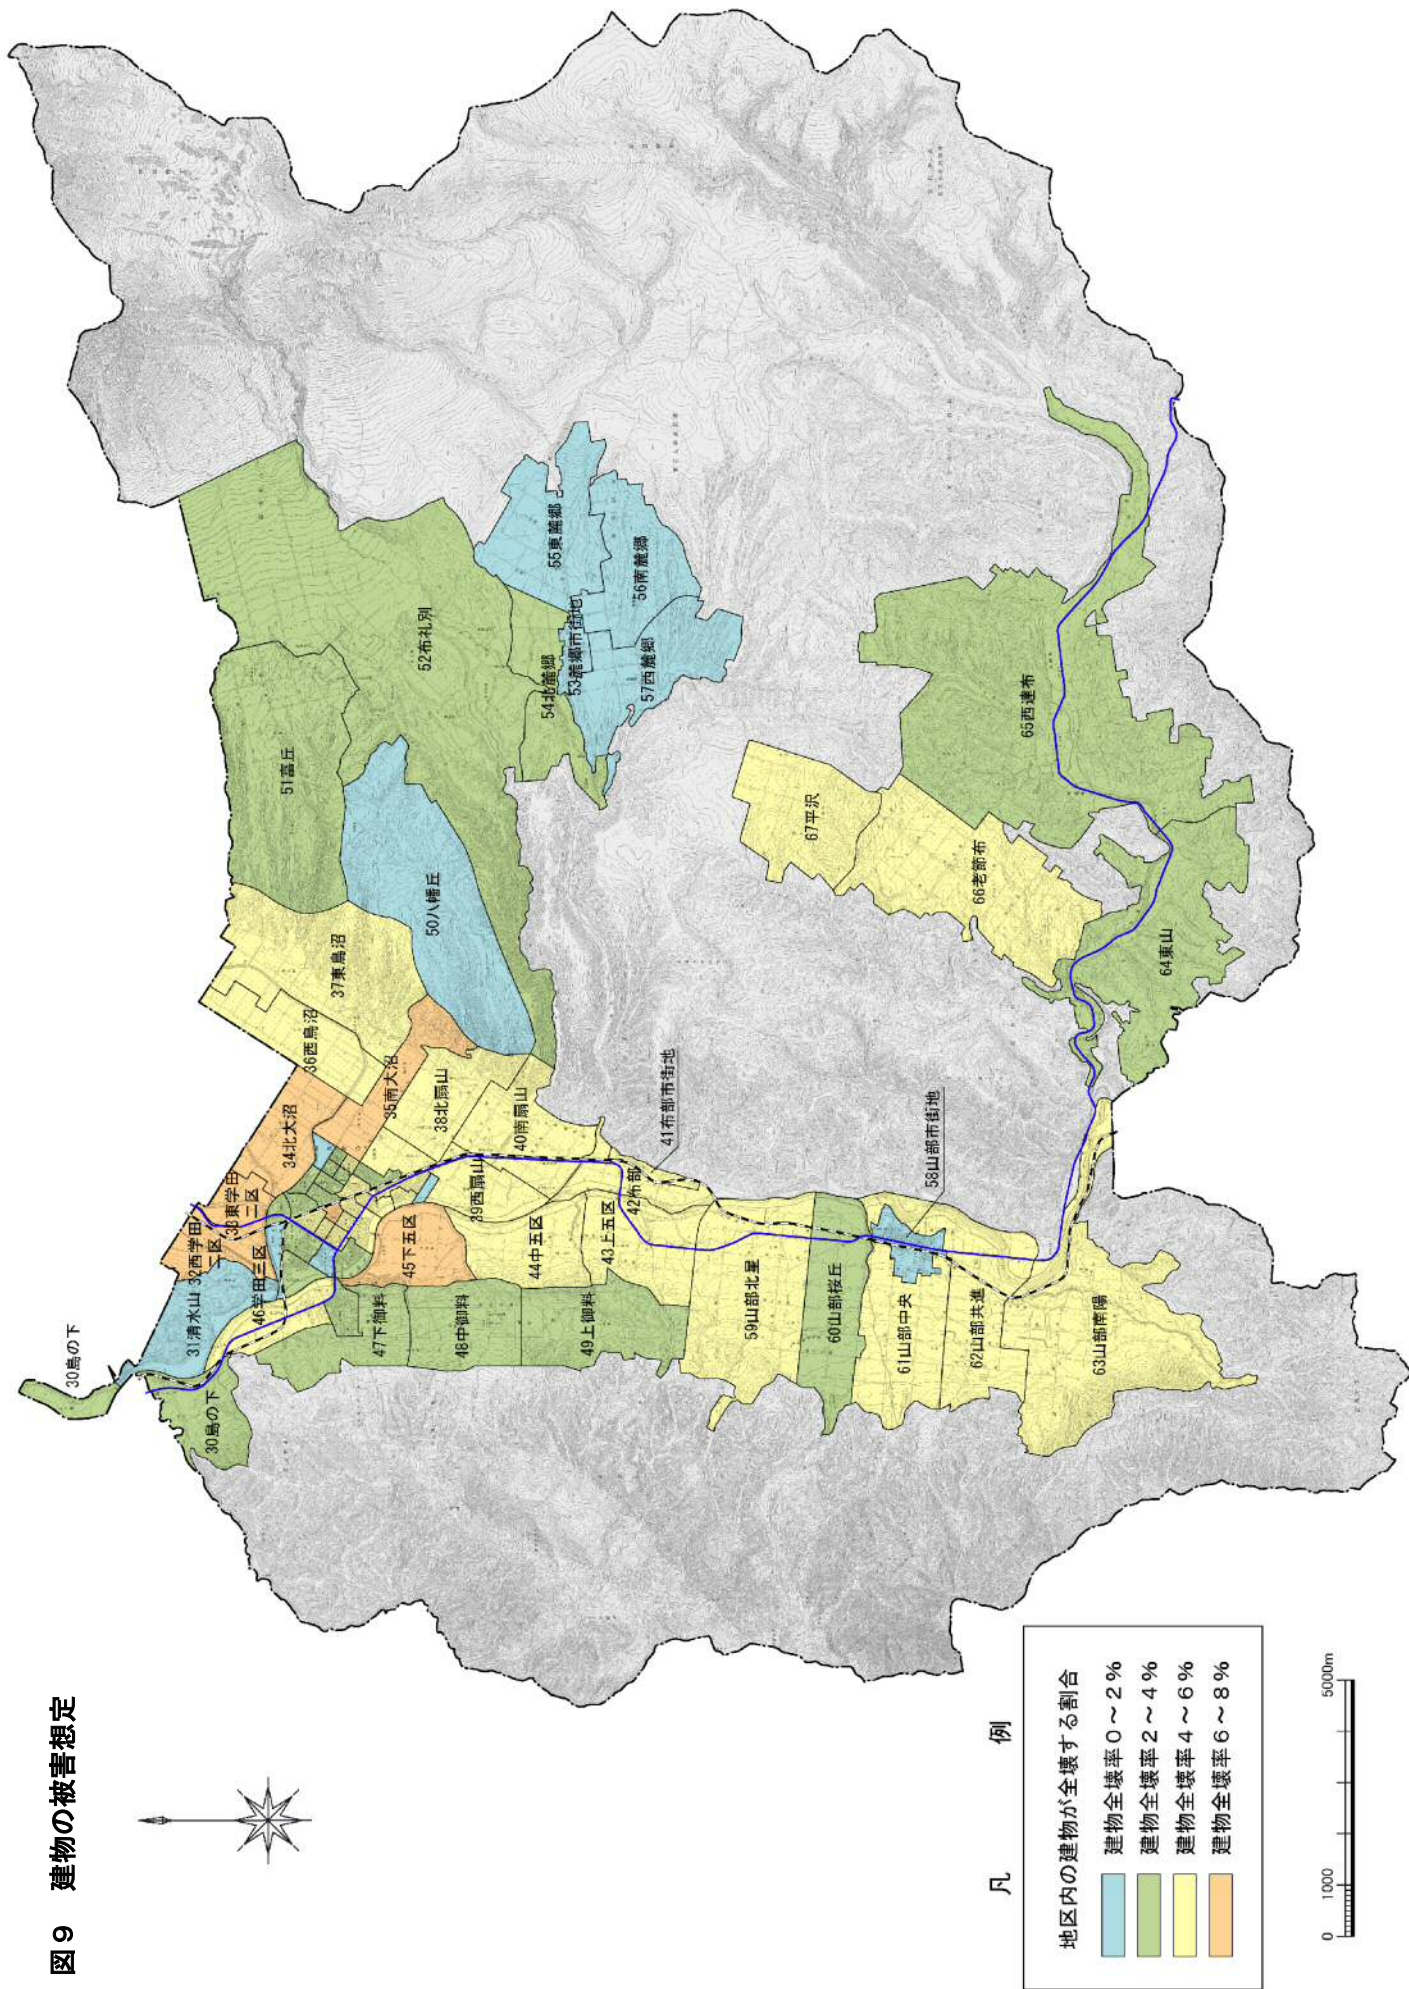 図9 建物の被害想定
30島の下
30島の下
31清水山
32西学田
二区
33東学田
二区
34北大沼
35南大沼
36西鳥沼
37東鳥沼
38北扇山
39西扇山
40南扇山
41布部市街地
42布部
43上五区
44中五区
45下五区
46学田三区
47下御料
48中御料
49上御料
50八幡丘
51富丘
52布礼別
53麓郷市街地
54北麓郷
55東麓郷
56南麓郷
57西麓郷
58山部市街地
59山部北星
60山部桜丘
61山部中央
62山部共進
63山部南陽
64東山
65西達布
66老節布
67平沢
凡 例
地区内の建物が全壊する割合
建物全壊率0~2%
建物全壊率2~4%
建物全壊率4~6%
建物全壊率6~8%
0 1000 5000m